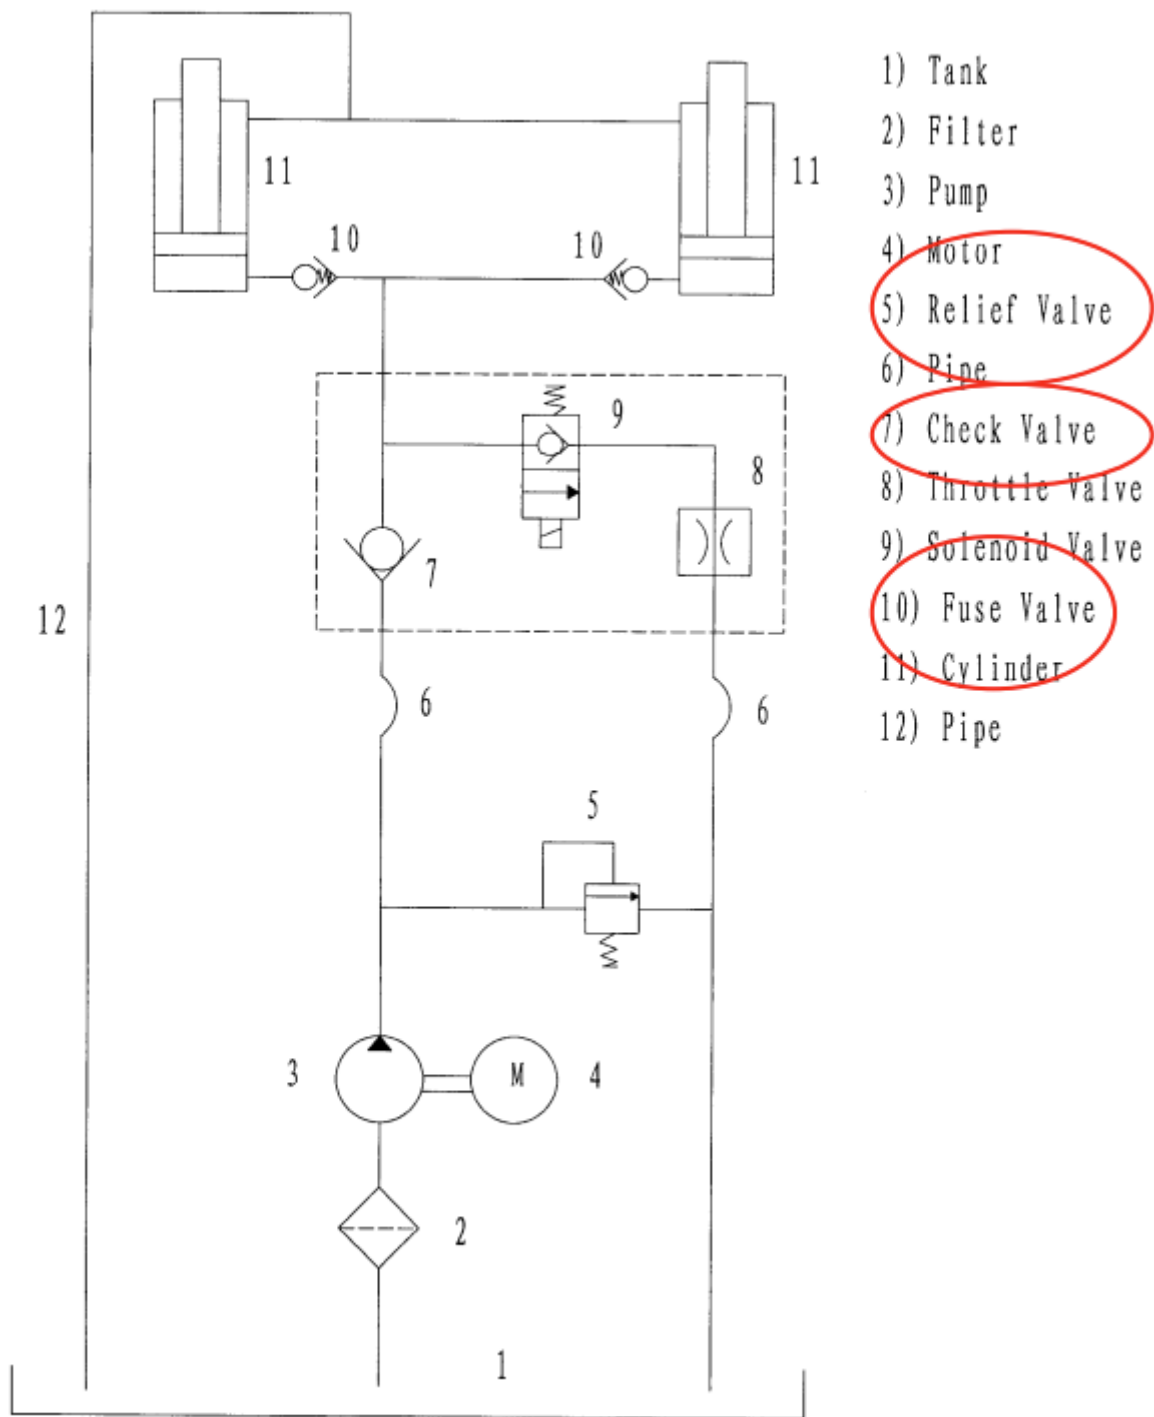 11
11
10
10
9
8
7
12
6
6
5
3
M
4
2
1
1) Tank
2) Filter
3) Pump
4) Motor
5) Relief Valve
6) Pipe
7) Check Valve
8) Throttle Valve
9) Solenoid Valve
10) Fuse Valve
11) Cylinder
12) Pipe